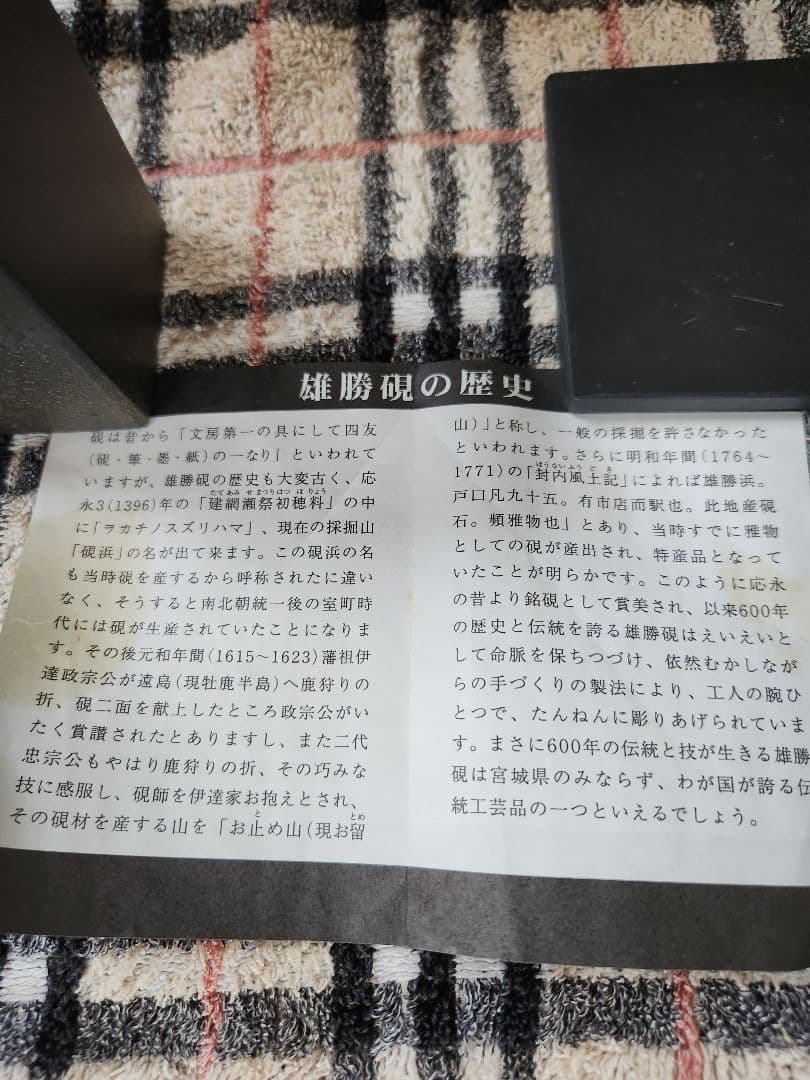 雄勝硯の歴史
硯は昔から「文房第一の具にして四友
(硯・華・墨・紙)の一なり」といわれて
いますが、雄勝硯の歴史も大変古く、応
永3(1396)年の「建網瀬祭初穂料」の中
に「ヲカチノスズリハマ」、現在の採掘山
「硯浜」の名が出て来ます。この硯浜の名
も当時硯を産するから呼称されたに違い
なく、そうすると南北朝統一後の室町時
代には硯が生産されていたことになりま
す。その後元和年間(1615〜1623)藩祖伊
達政宗公が遠島(現牡鹿半島)へ鹿狩りの
折、硯二面を献上したところ政宗公がい
たく賞讃されたとありますし、また二代
忠宗公もやはり鹿狩りの折、その巧みな
技に感服し、硯師を伊達家お抱えとされ、
その硯材を産する山を「お止め山(現お留
山)」と称し、一般の採掘を許さなかった
といわれます。さらに明和年間(1764〜
1771)の「封内風土記」によれば雄勝浜。
戸口凡九十五。有市店而駅也。此地産硯
石。頻雅物也」とあり、当時すでに雅物
としての硯が産出され、特産品となって
いたことが明らかです。このように応永
の昔より銘硯として賞美され、以来600年
の歴史と伝統を誇る雄勝硯はえいえいと
して命脈を保ちつづけ、依然むかしなが
らの手づくりの製法により、工人の腕ひ
とつで、たんねんに彫りあげられていま
す。まさに600年の伝統と技が生きる雄勝
硯は宮城県のみならず、わが国が誇る伝
統工芸品の一つといえるでしょう。